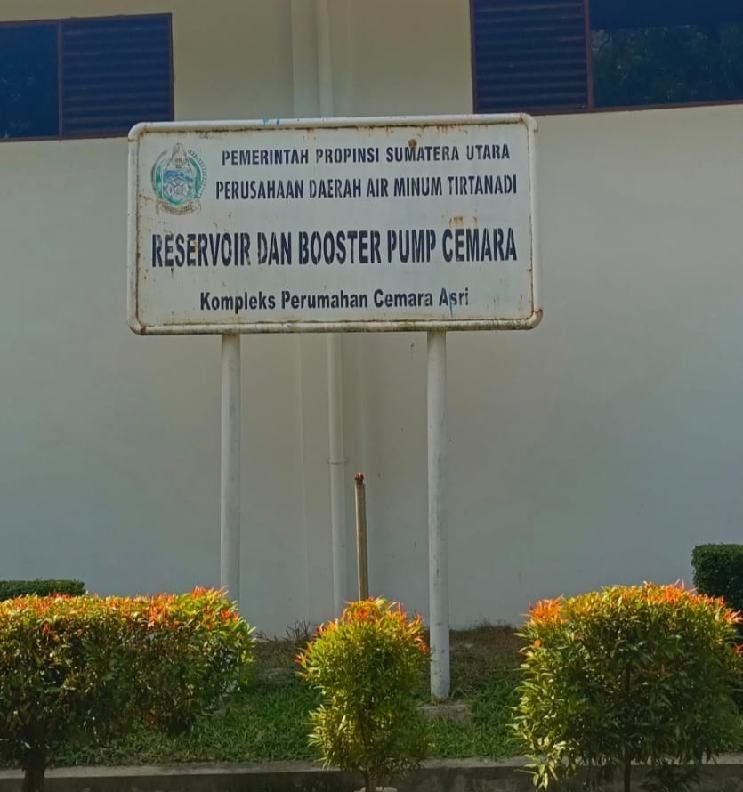 PEMERINTAH PROPINSI SUMATERA UTARA
PERUSAHAAN DAERAH AIR MINUM TIRTANADI
RESERVOIR DAN BOOSTER PUMP CEMARA
Kompleks Perumahan Cemara Asri